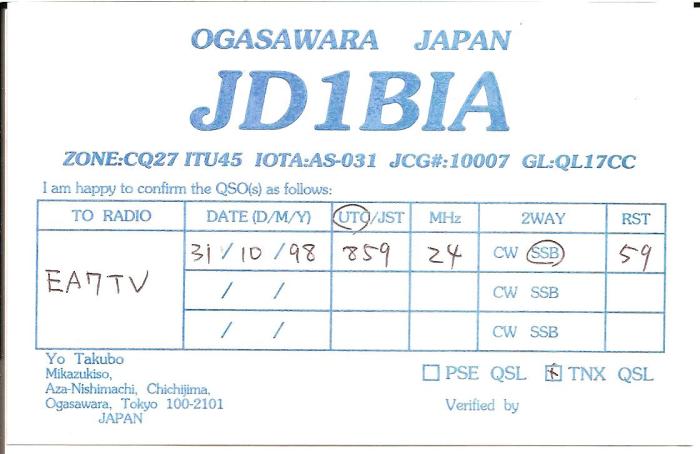 OGASAWARA JAPAN
JD1BIA
ZONE:CQ27 ITU45 IOTA:AS-031 JCG#:10007 GL:QL17CC
I am happy to confirm the QSO(s) as follows:
TO RADIO DATE (D/M/Y) UTC/JST MHz 2WAY RST
EA7TV 31/10/98 859 24 CW SSB 59
/ / CW SSB
/ / CW SSB
Yo Takubo
Mikazukiso,
Aza-Nishimachi, Chichijima,
Ogasawara, Tokyo 100-2101
JAPAN
PSE QSL TNX QSL
Verified by